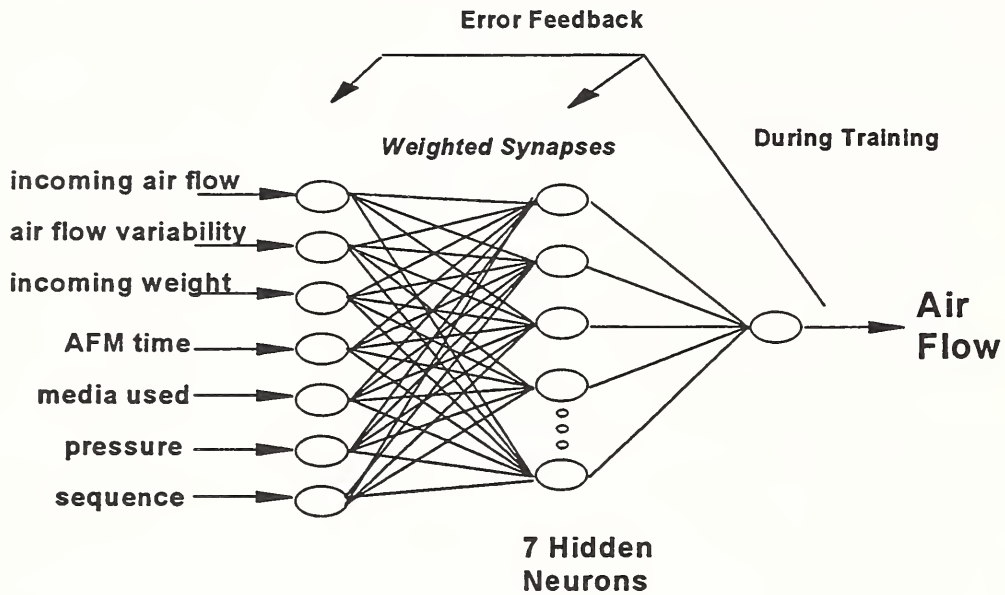 Error Feedback
During Training
Weighted Synapses
incoming air flow
air flow variability
incoming weight
AFM time
media used
pressure
sequence
Air
Flow
7 Hidden
Neurons